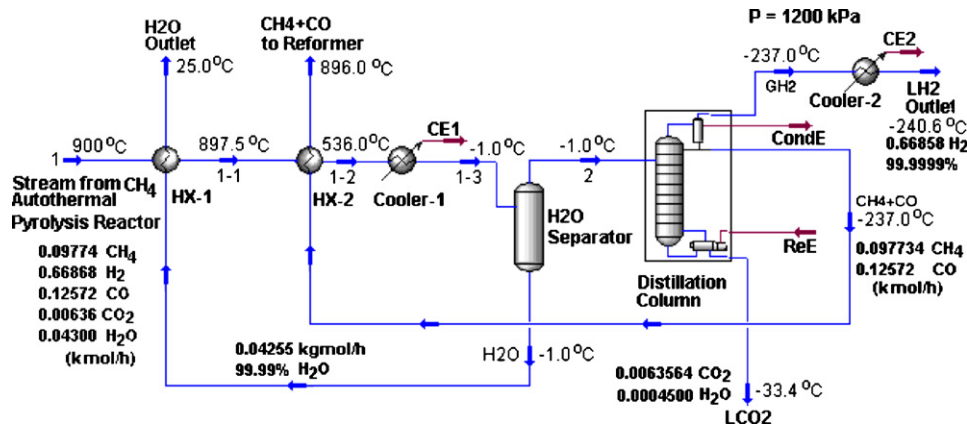 P = 1200 kPa
H2O
Outlet
25.0°C
CH4+CO
to Reformer
896.0°C
-237.0°C
GH2
CE2
Cooler-2
LH2
Outlet
-240.6°C
0.66858 H2
99.9999%
CondE
1
900°C
HX-1
897.5°C
1-1
HX-2
536.0°C
1-2
CE1
Cooler-1
-1.0°C
1-3
-1.0°C
2
H2O
Separator
Distillation
Column
ReE
CH4+CO
-237.0°C
0.097734 CH4
0.12572 CO
(kmol/h)
Stream from CH4
Autothermal
Pyrolysis Reactor
0.09774 CH4
0.66868 H2
0.12572 CO
0.00636 CO2
0.04300 H2O
(kmol/h)
0.04255 kgmol/h
99.99% H2O
H2O
-1.0°C
0.0063564 CO2
0.0004500 H2O
-33.4°C
LCO2